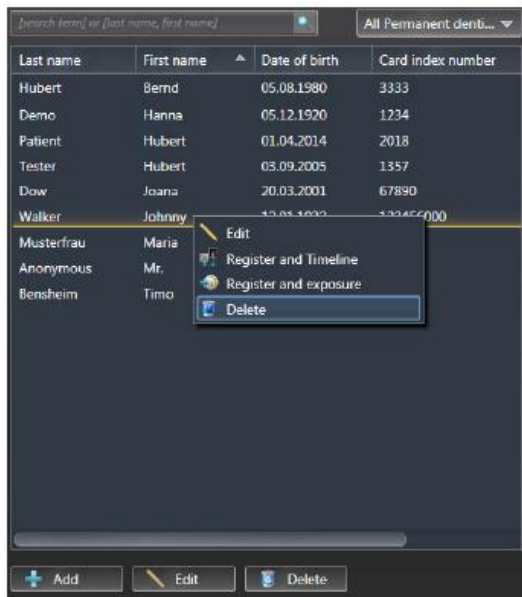 [search term] or [last name, first name] All Permanent denti...
Last name First name Date of birth Card index number
Hubert Bernd 05.08.1980 3333
Demo Hanna 05.12.1920 1234
Patient Hubert 01.04.2014 2018
Tester Hubert 03.09.2005 1357
Dow Joana 20.03.2001 67890
Walker Johnny
Edit
Musterfrau Maria
Register and Timeline
Anonymous Mr.
Register and exposure
Bensheim Timo
Delete
Add Edit Delete